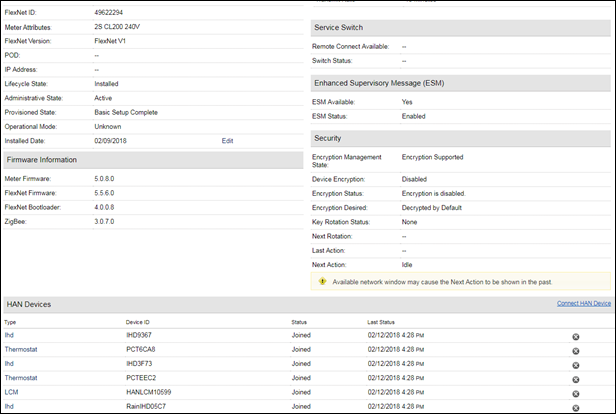 FlexNet ID: 49622294
Meter Attributes: 2S CL200 240V
FlexNet Version: FlexNet V1
POD: --
IP Address: --
Lifecycle State: Installed
Administrative State: Active
Provisioned State: Basic Setup Complete
Operational Mode: Unknown
Installed Date: 02/09/2018 Edit
Firmware Information
Meter Firmware: 5.0.8.0
FlexNet Firmware: 5.5.6.0
FlexNet Bootloader: 4.0.0.8
ZigBee: 3.0.7.0
Service Switch
Remote Connect Available: --
Switch Status: --
Enhanced Supervisory Message (ESM)
ESM Available: Yes
ESM Status: Enabled
Security
Encryption Management State: Encryption Supported
Device Encryption: Disabled
Encryption Status: Encryption is disabled.
Encryption Desired: Decrypted by Default
Key Rotation Status: None
Next Rotation: --
Last Action: --
Next Action: Idle
Available network window may cause the Next Action to be shown in the past
HAN Devices Connect HAN Device
Type Device ID Status Last Status
Ihd IHD9367 Joined 02/12/2018 4:28 PM
Thermostat PCT6CA8 Joined 02/12/2018 4:28 PM
Ihd IHD3F73 Joined 02/12/2018 4:28 PM
Thermostat PCTEEC2 Joined 02/12/2018 4:28 PM
LCM HANLCM10599 Joined 02/12/2018 4:28 PM
Ihd RainIHD05C7 Joined 02/12/2018 4:28 PM